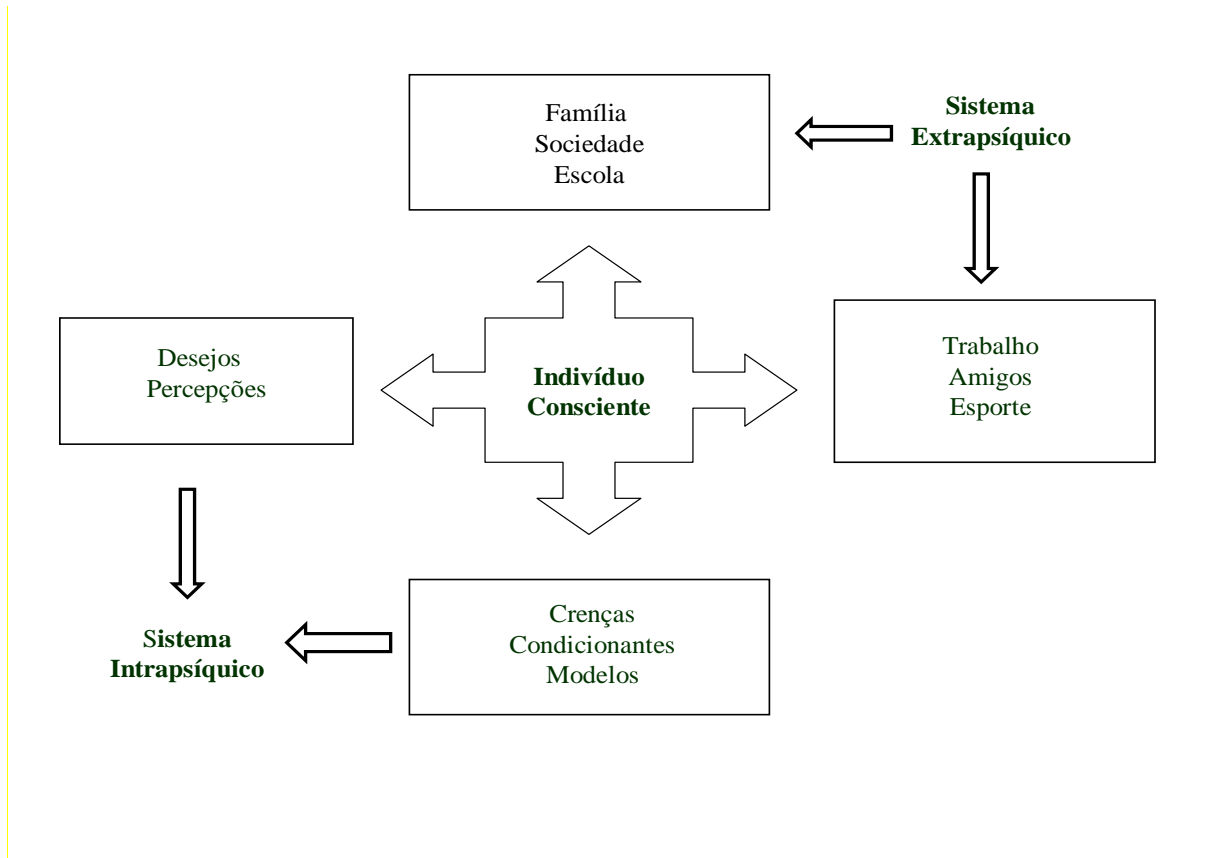 Família
Sociedade
Escola
Sistema
Extrapsíquico
Desejos
Percepções
Indivíduo
Consciente
Trabalho
Amigos
Esporte
Sistema
Intrapsíquico
Crenças
Condicionantes
Modelos